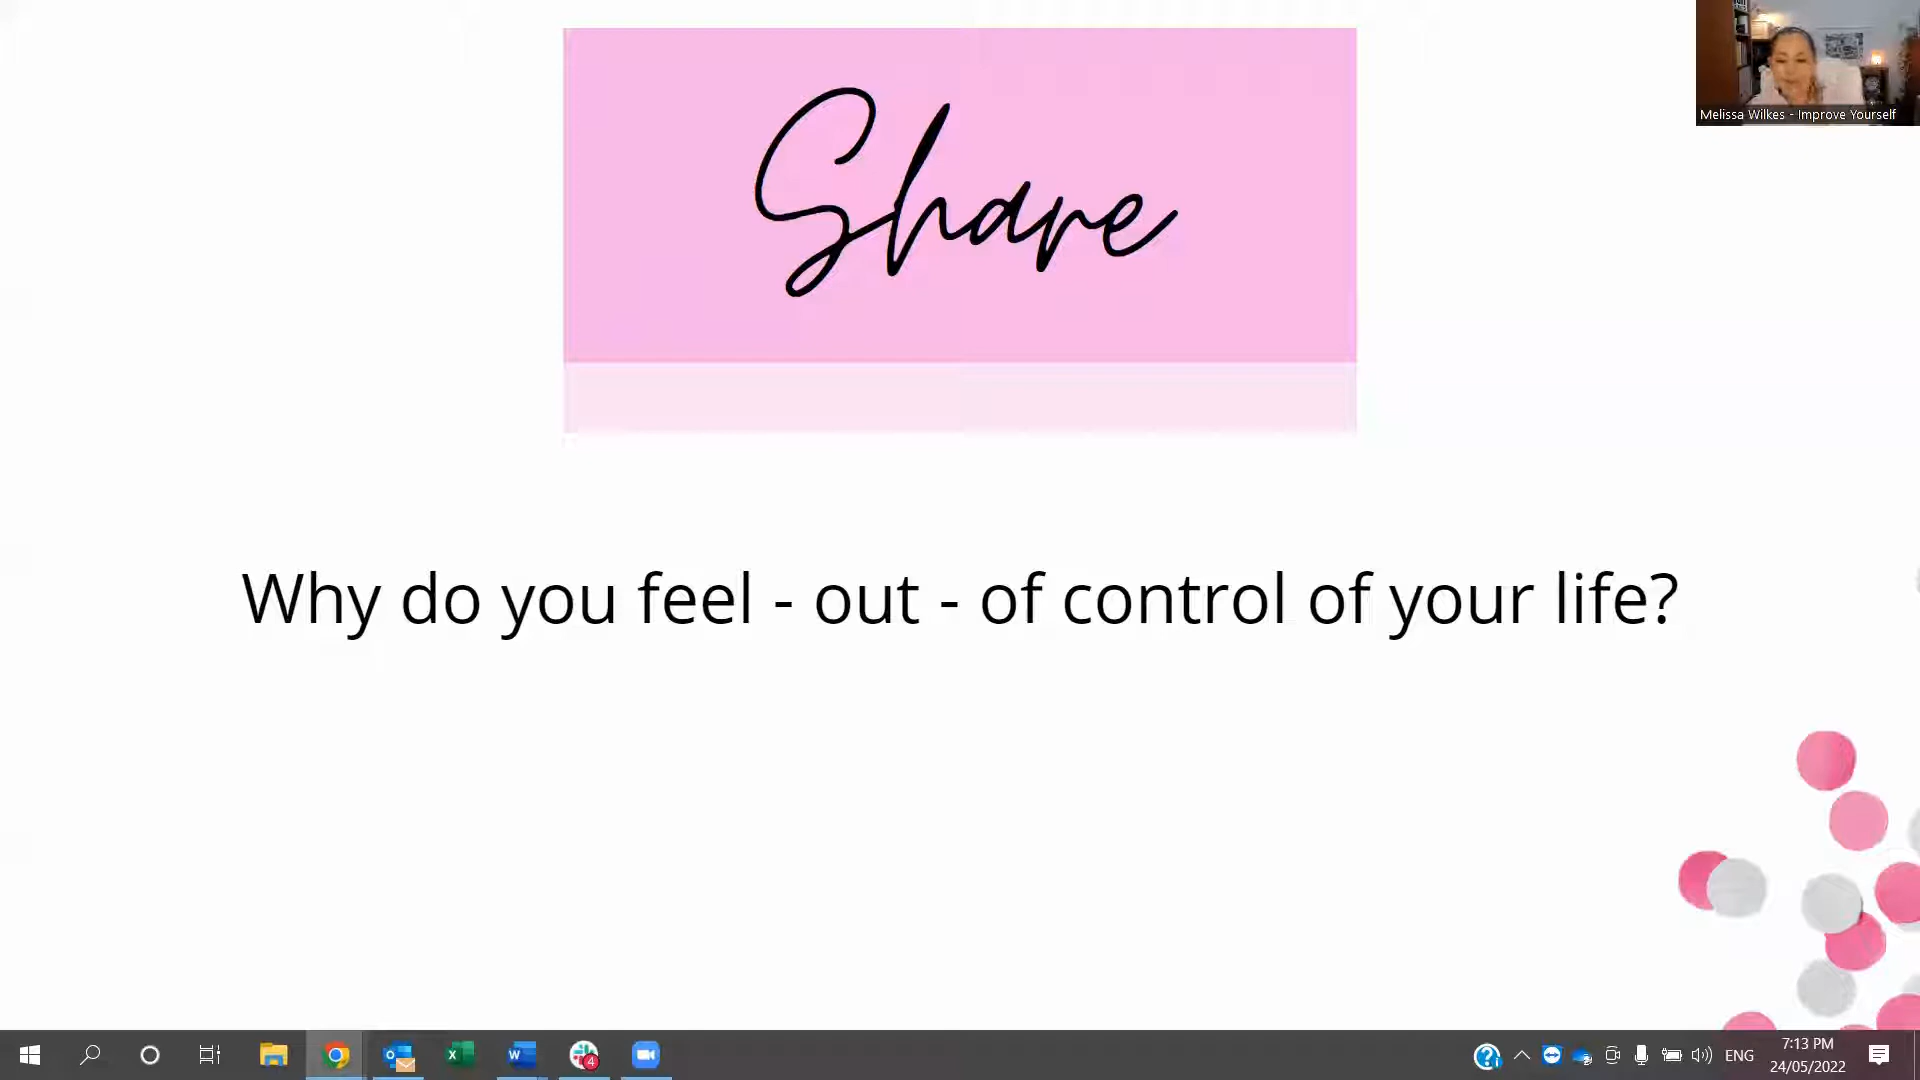 Share
Melissa Wilkes - Improve Yourself
Why do you feel - out - of control of your life?
4
ENG
7:13 PM
24/05/2022